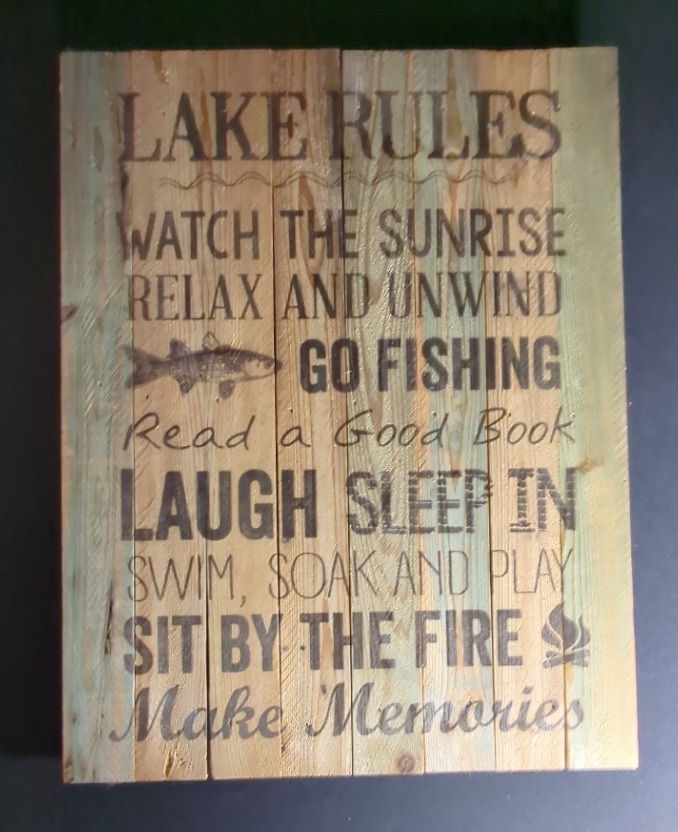 LAKE RULES
WATCH THE SUNRISE
RELAX AND UNWIND
GO FISHING
Read a Good Book
LAUGH SLEEP IN
SWIM, SOAK AND PLAY
SIT BY THE FIRE
Make Memories